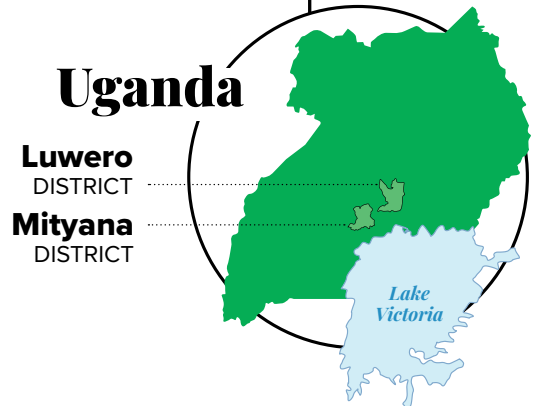 Uganda
Luwero
DISTRICT
Mityana
DISTRICT
Lake
Victoria